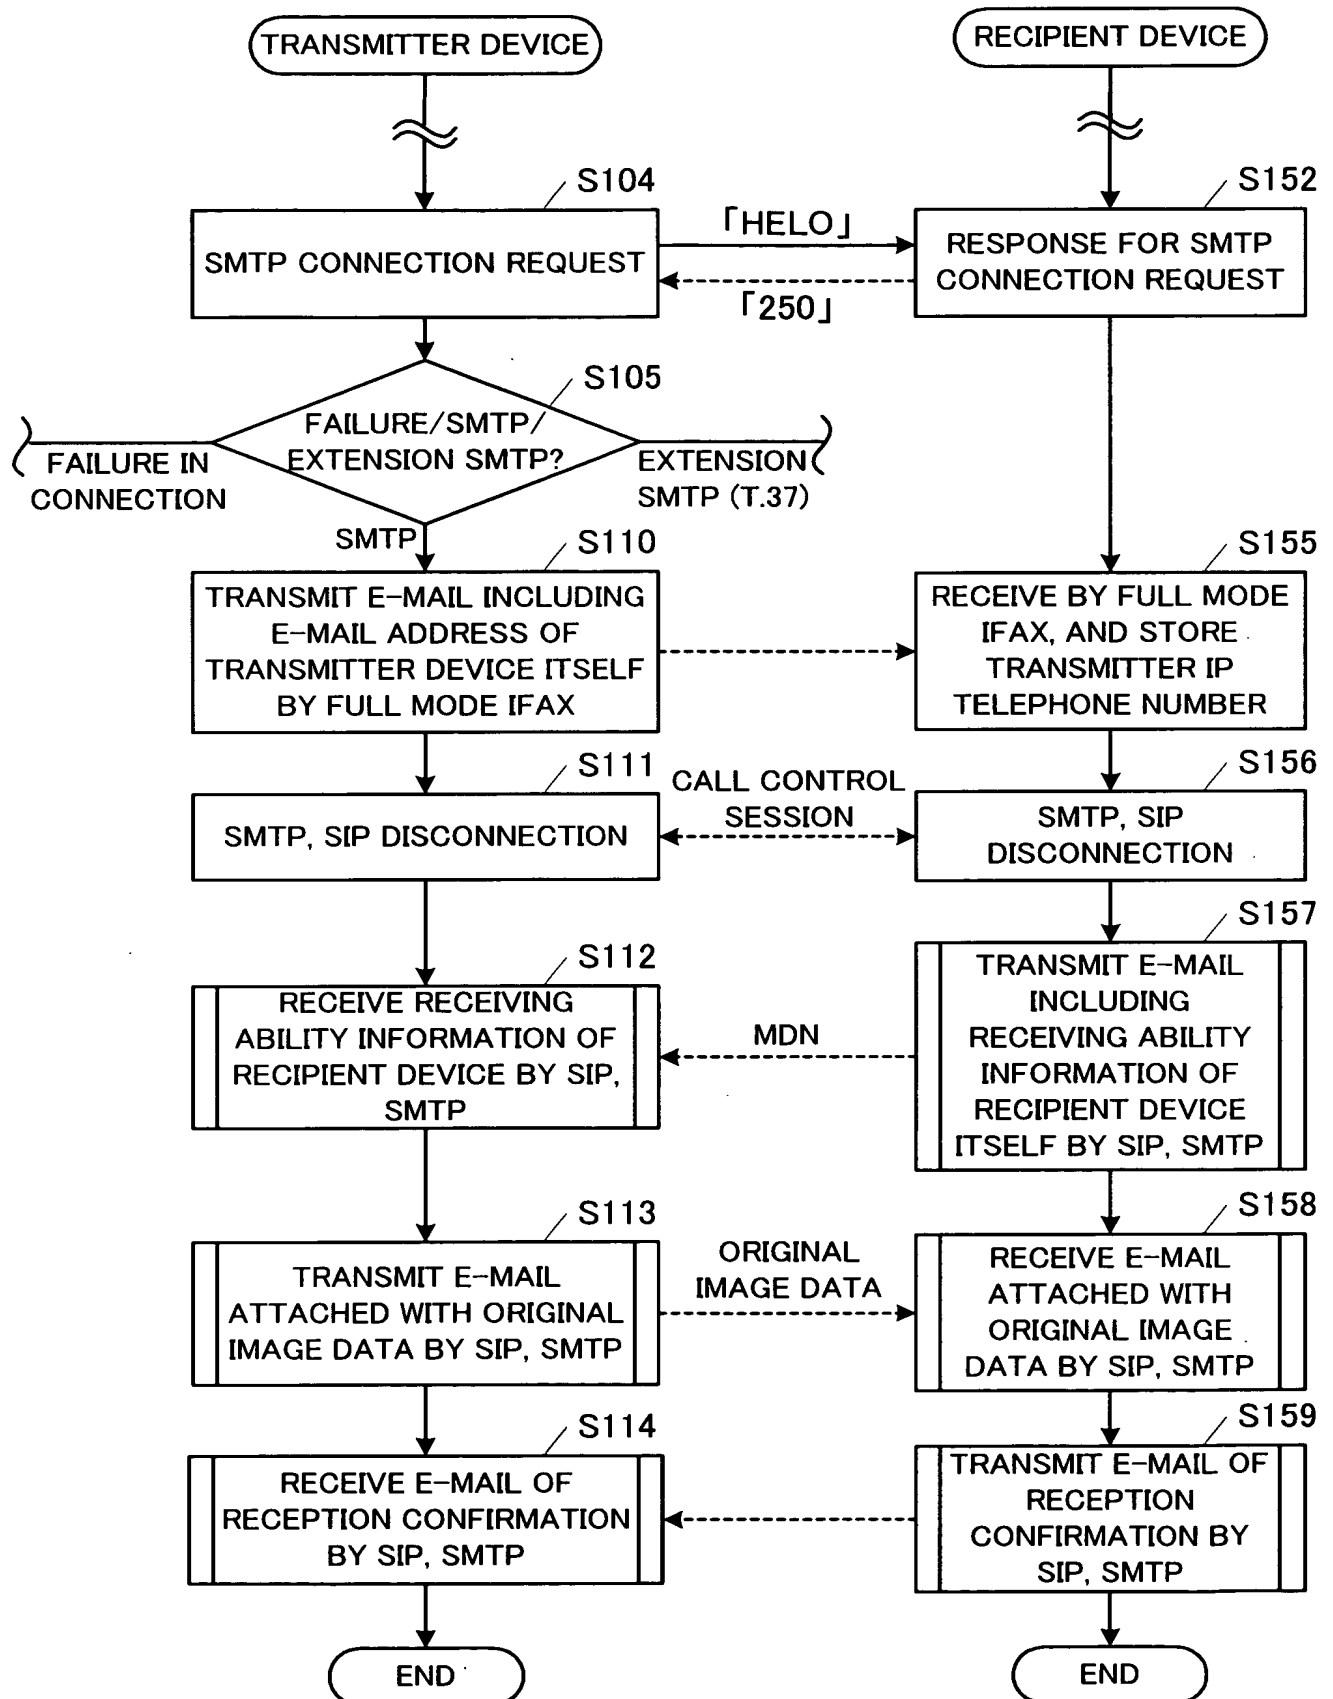 TRANSMITTER DEVICE
RECIPIENT DEVICE
S104
SMTP CONNECTION REQUEST
「HELO」
「250」
S152
RESPONSE FOR SMTP
CONNECTION REQUEST
S105
FAILURE/SMTP/
EXTENSION SMTP?
FAILURE IN
CONNECTION
EXTENSION
SMTP (T.37)
SMTP
S110
TRANSMIT E-MAIL INCLUDING
E-MAIL ADDRESS OF
TRANSMITTER DEVICE ITSELF
BY FULL MODE IFAX
S155
RECEIVE BY FULL MODE
IFAX, AND STORE
TRANSMITTER IP
TELEPHONE NUMBER
S111
SMTP, SIP DISCONNECTION
CALL CONTROL
SESSION
S156
SMTP, SIP
DISCONNECTION
S112
RECEIVE RECEIVING
ABILITY INFORMATION OF
RECIPIENT DEVICE BY SIP,
SMTP
MDN
S157
TRANSMIT E-MAIL
INCLUDING
RECEIVING ABILITY
INFORMATION OF
RECIPIENT DEVICE
ITSELF BY SIP, SMTP
S113
TRANSMIT E-MAIL
ATTACHED WITH ORIGINAL
IMAGE DATA BY SIP, SMTP
ORIGINAL
IMAGE DATA
S158
RECEIVE E-MAIL
ATTACHED WITH
ORIGINAL IMAGE
DATA BY SIP, SMTP
S114
RECEIVE E-MAIL OF
RECEPTION CONFIRMATION
BY SIP, SMTP
S159
TRANSMIT E-MAIL OF
RECEPTION
CONFIRMATION BY
SIP, SMTP
END
END